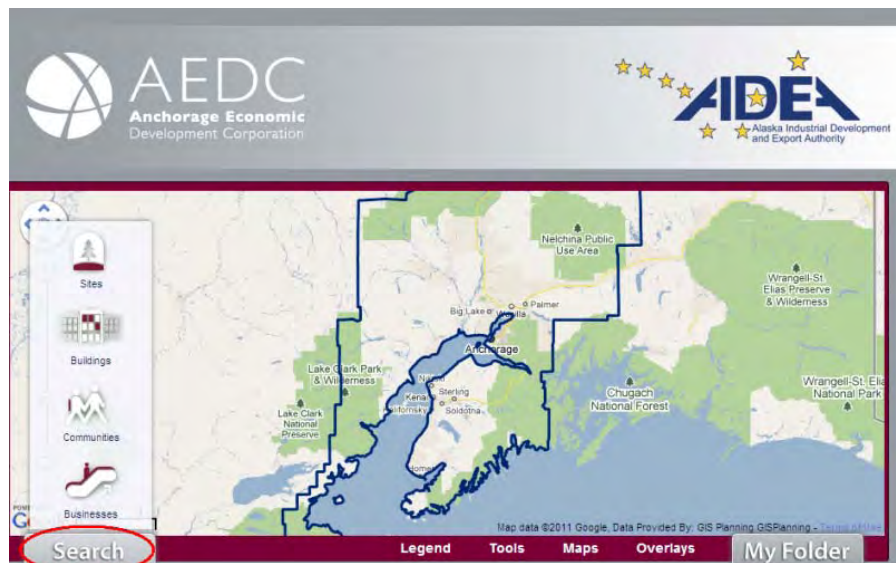 AEDC
Anchorage Economic
Development Corporation
AIDEA
Alaska Industrial Development
and Export Authority
Sites
Buildings
Communities
Businesses
Nelchina Public
Use Area
Wrangell-St.
Elias Preserve
& Wilderness
Big Lake
Palmer
Anchorage
Lake Clark Park
& Wilderness
Kenai
Sterling
Soldotna
Lake Clark
National
Preserve
Chugach
National Forest
Wrangell-St. Elia
National Park
Homer
Map data ©2011 Google, Data Provided By: GIS Planning GISPlanning - Terms of Use
Search
Legend
Tools
Maps
Overlays
My Folder